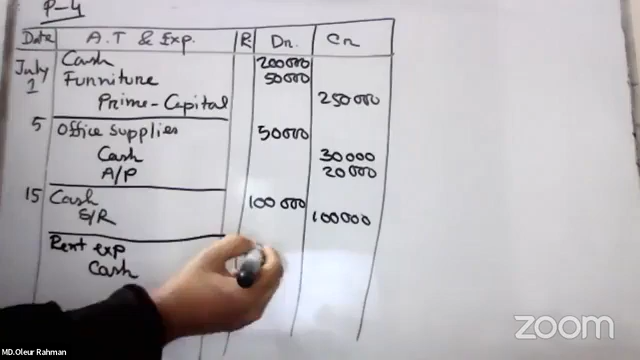 P-4
Date A.T & Exp. R Dr. Cr
July 1 Cash 200000
Furniture 50000
Prime-Capital 250000
5 Office Supplies 50000
Cash 30000
A/P 20000
15 Cash 100000
S/R 100000
Rent exp
Cash
zoom
MD.Oleur Rahman